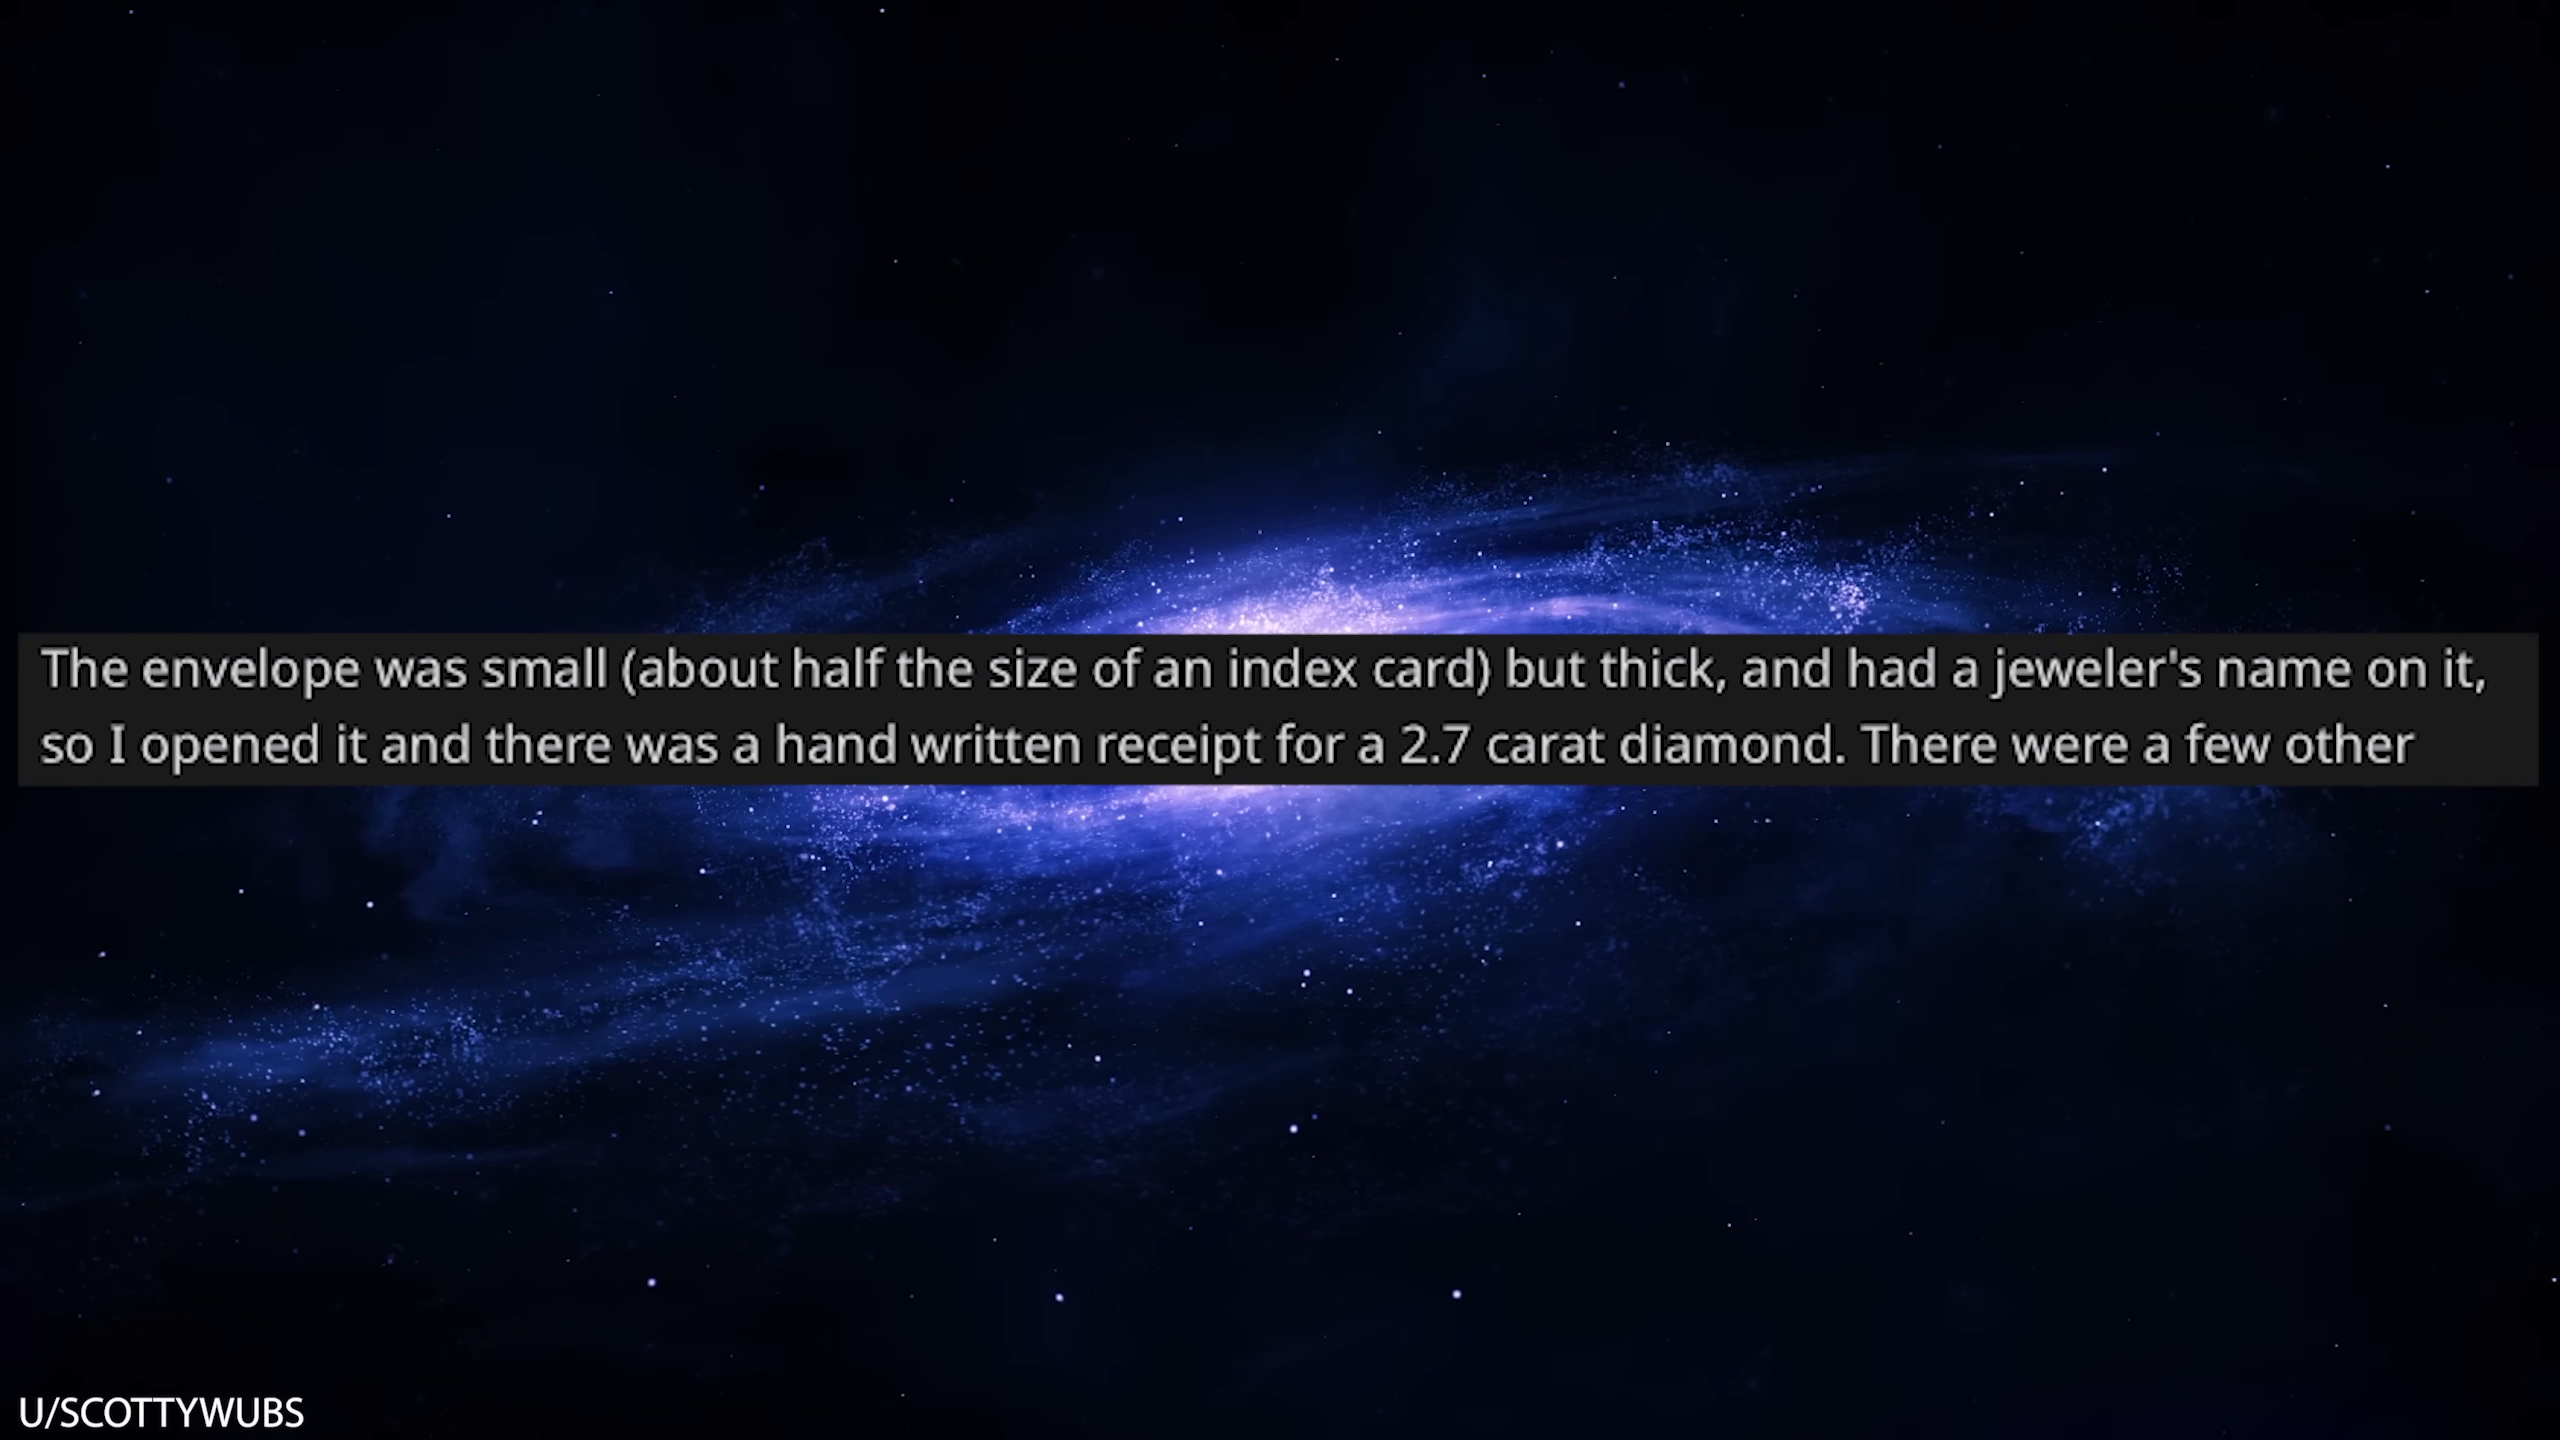 The envelope was small (about half the size of an index card) but thick, and had a jeweler's name on it,
so I opened it and there was a hand written receipt for a 2.7 carat diamond. There were a few other
U/SCOTTYWUBS